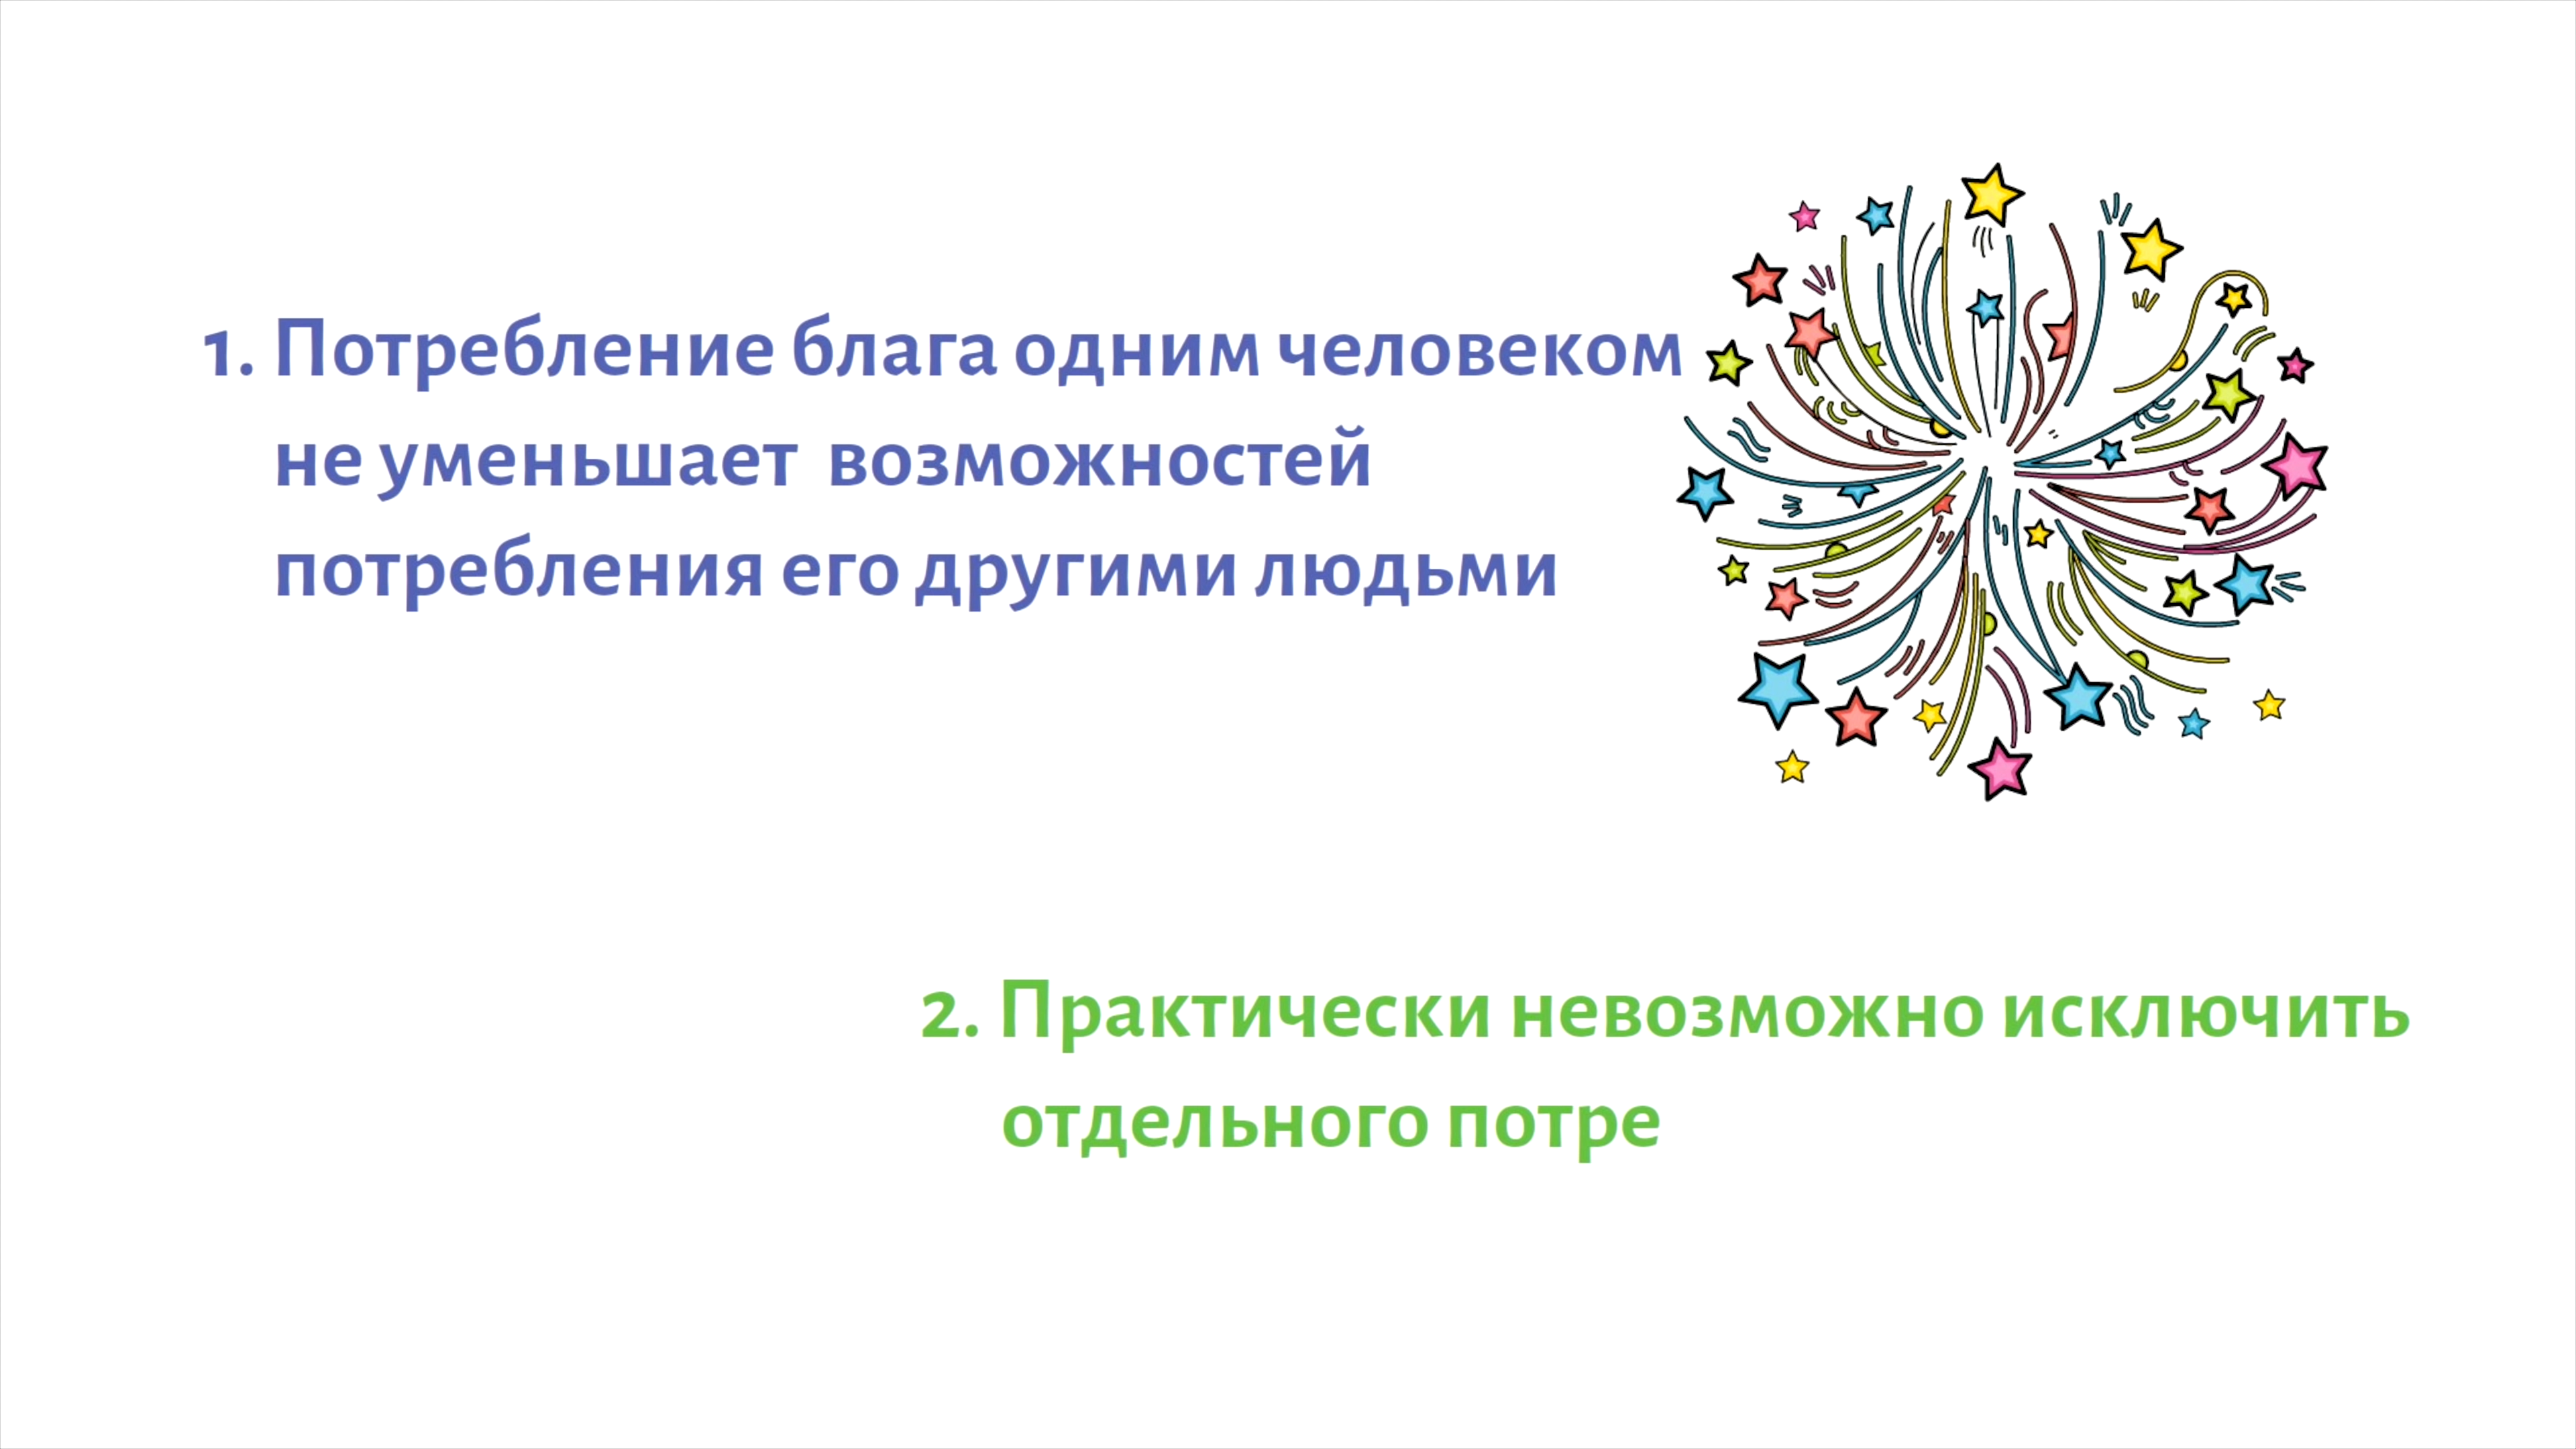 1. Потребление блага одним человеком
не уменьшает  возможностей
потребления его другими людьми
2. Практически невозможно исключить
отдельного потре